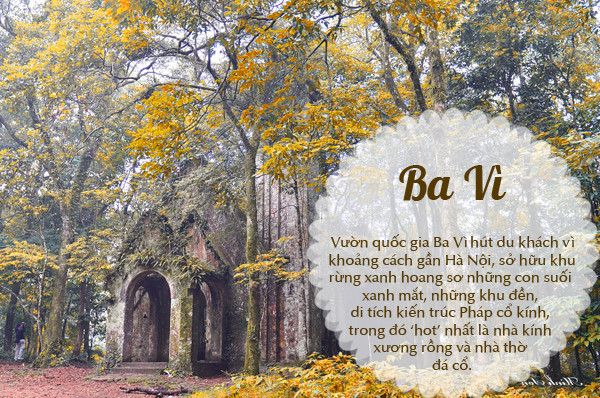 Ba Vì
Vườn quốc gia Ba Vì hút du khách vì
khoảng cách gần Hà Nội, sở hữu khu
rừng xanh hoang sơ những con suối
xanh mát, những khu đền,
di tích kiến trúc Pháp cổ kính,
trong đó ‘hot’ nhất là nhà kính
xương rồng và nhà thờ
đá cổ.